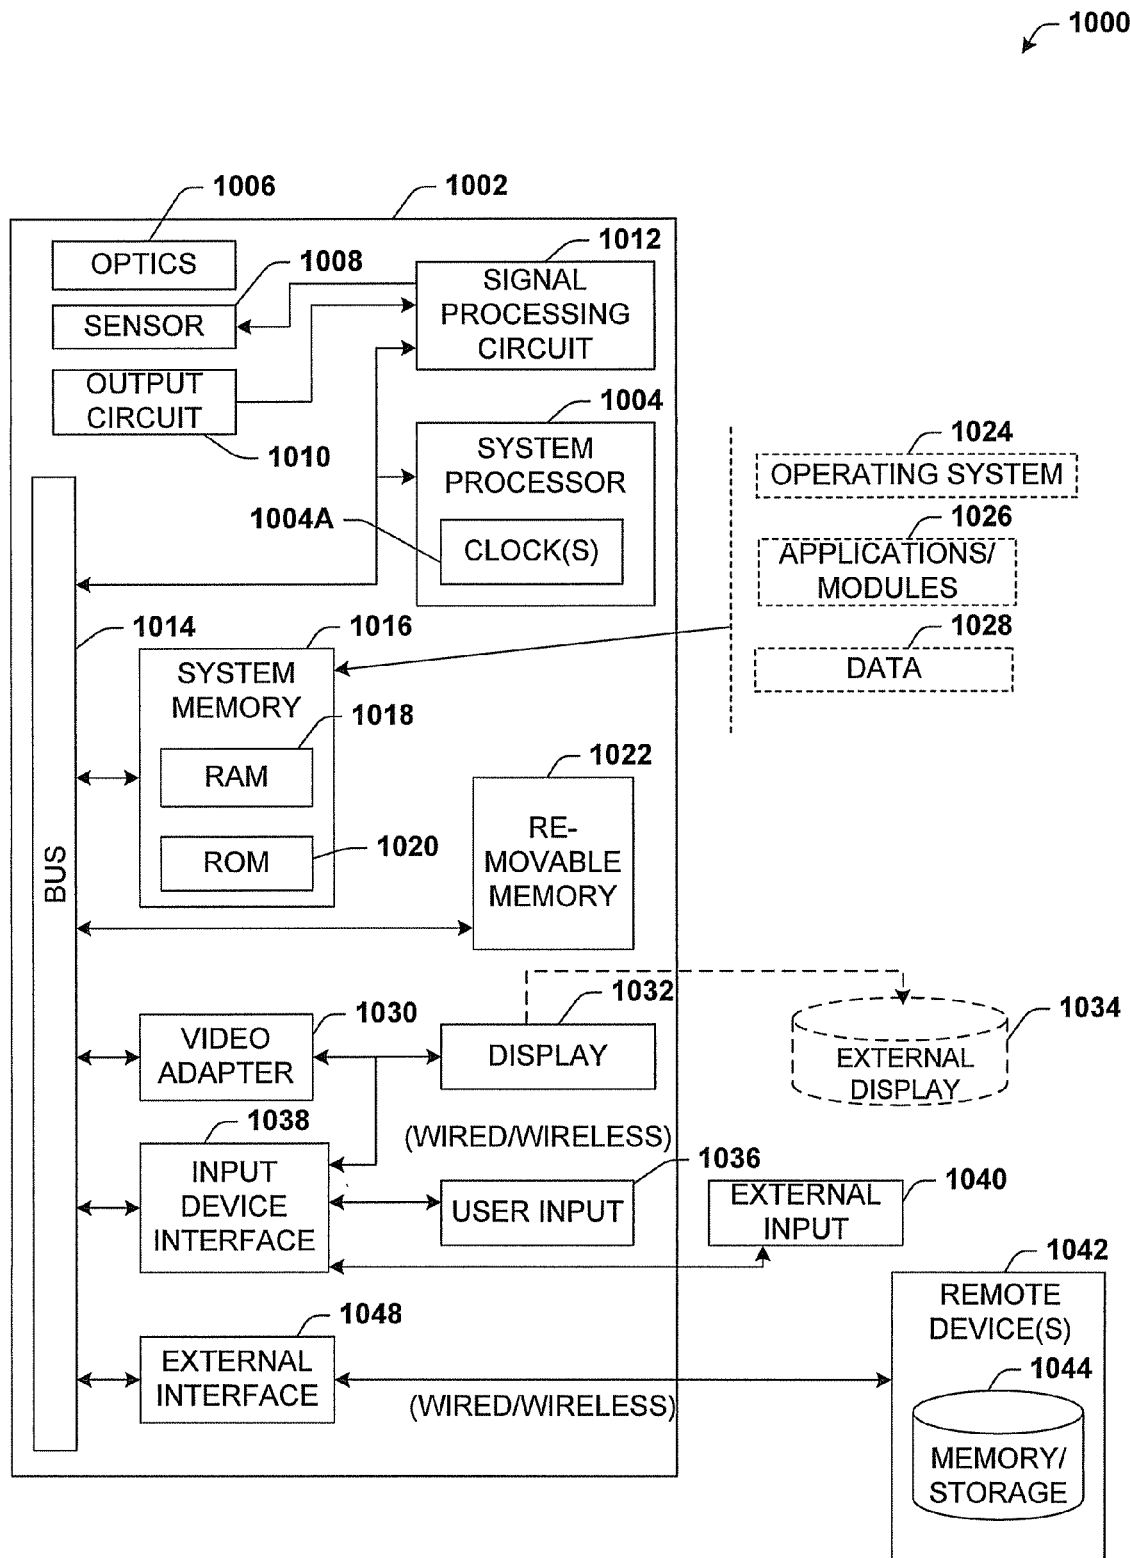 1000
1006
1002
OPTICS
1008
1012
SIGNAL
PROCESSING
CIRCUIT
SENSOR
OUTPUT
CIRCUIT
1010
1004
SYSTEM
PROCESSOR
1004A
CLOCK(S)
1024
OPERATING SYSTEM
1026
APPLICATIONS/
MODULES
1028
DATA
1014
1016
SYSTEM
MEMORY
1018
RAM
1020
ROM
BUS
1022
RE-
MOVABLE
MEMORY
1030
VIDEO
ADAPTER
1032
DISPLAY
1034
EXTERNAL
DISPLAY
1038
(WIRED/WIRELESS)
INPUT
DEVICE
INTERFACE
1036
USER INPUT
EXTERNAL
INPUT
1040
1042
REMOTE
DEVICE(S)
1048
EXTERNAL
INTERFACE
(WIRED/WIRELESS)
1044
MEMORY/
STORAGE